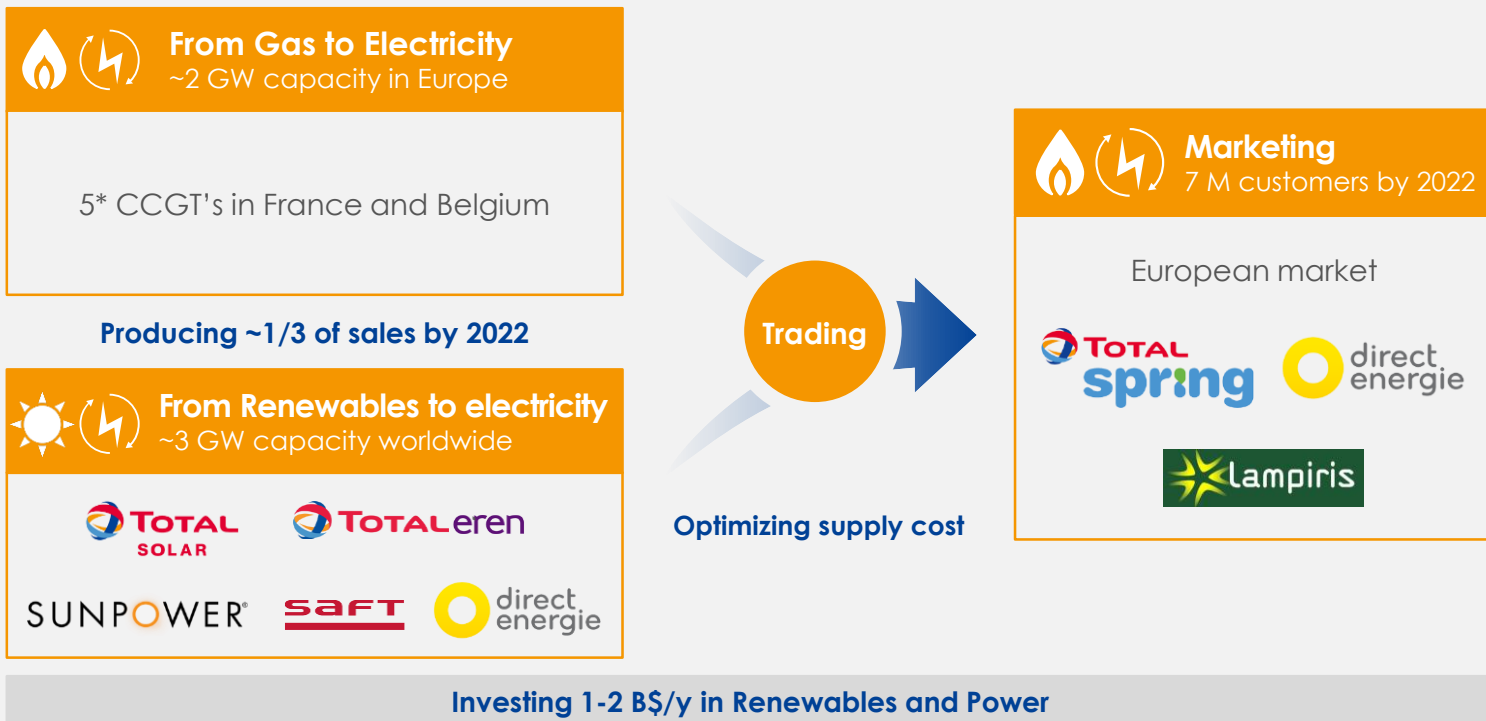 From Gas to Electricity
~2 GW capacity in Europe
5* CCGT's in France and Belgium
Producing ~1/3 of sales by 2022
From Renewables to electricity
~3 GW capacity worldwide
TOTAL
SOLAR
TOTAL eren
SUNPOWER®
SAFT
direct
energie
Trading
Optimizing supply cost
Marketing
7 M customers by 2022
European market
TOTAL
spring
direct
energie
lampiris
Investing 1-2 B$/y in Renewables and Power